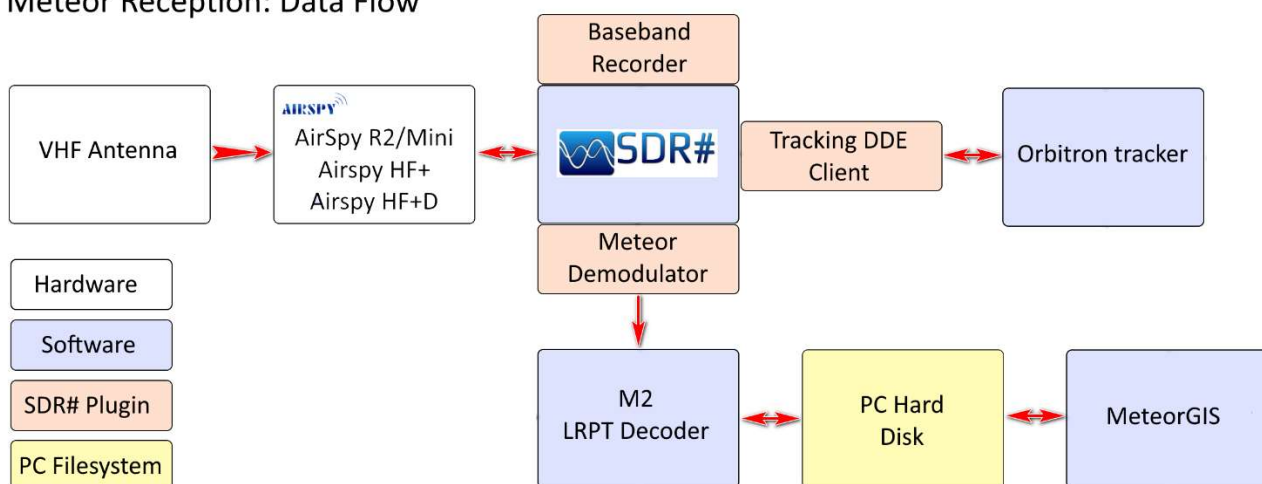 Meteor Reception: Data Flow
Baseband
Recorder
VHF Antenna
AIRSPY
AirSpy R2/Mini
Airspy HF+
Airspy HF+D
SDR#
Tracking DDE
Client
Orbitron tracker
Meteor
Demodulator
Hardware
Software
SDR# Plugin
PC Filesystem
M2
LRPT Decoder
PC Hard
Disk
MeteorGIS